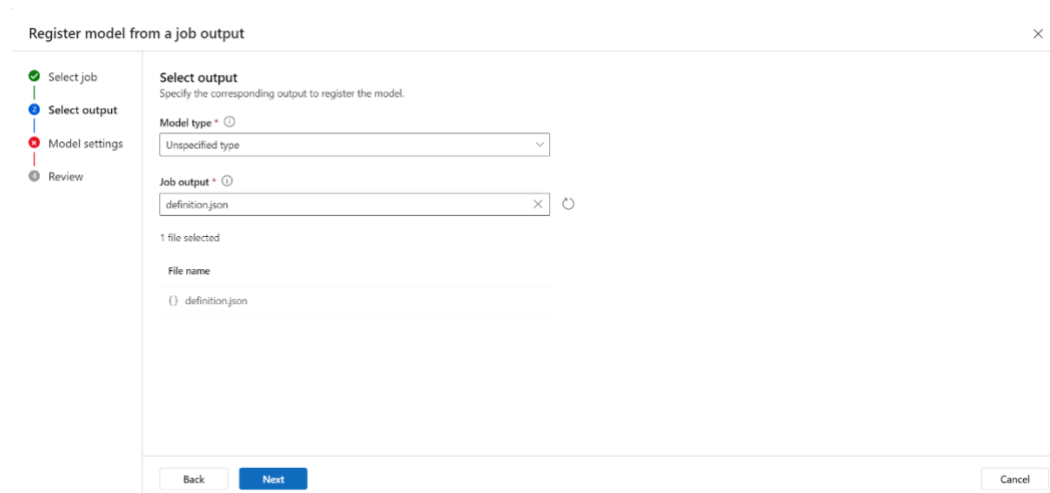 Register model from a job output
Select job
2 Select output
Model settings
4 Review
Select output
Specify the corresponding output to register the model.
Model type *
Unspecified type
Job output *
definition.json
1 file selected
File name
{} definition.json
Back
Next
Cancel